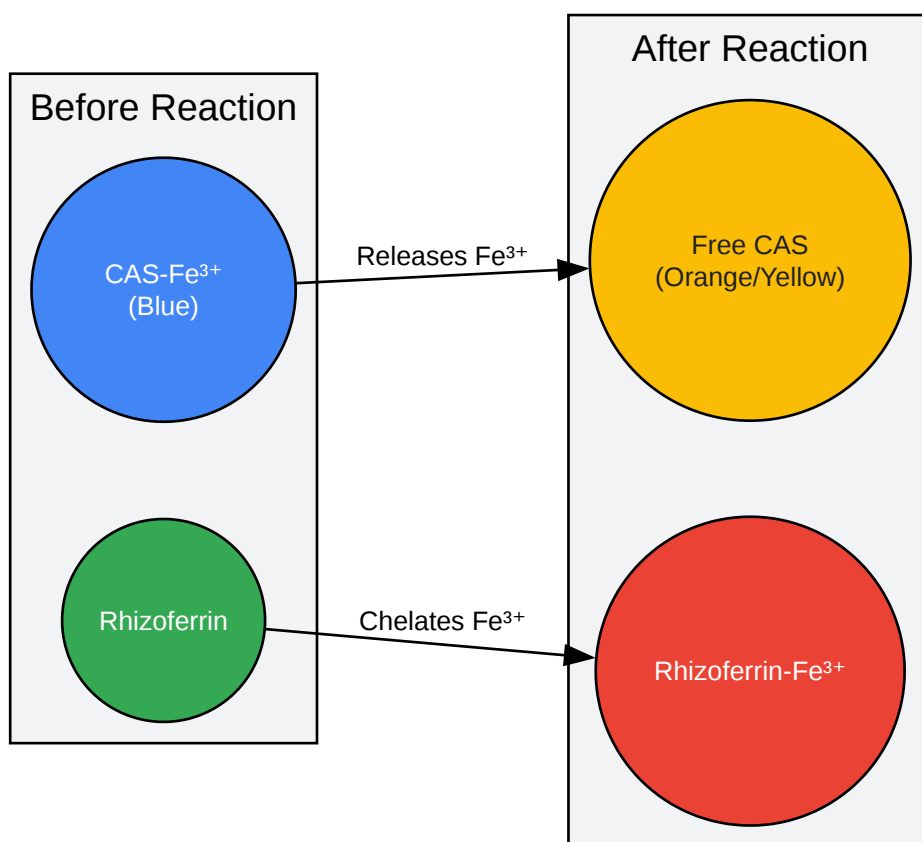 Before Reaction
CAS-Fe³⁺
(Blue)
Rhizoferrin
Releases Fe³⁺
Chelates Fe³⁺
After Reaction
Free CAS
(Orange/Yellow)
Rhizoferrin-Fe³⁺